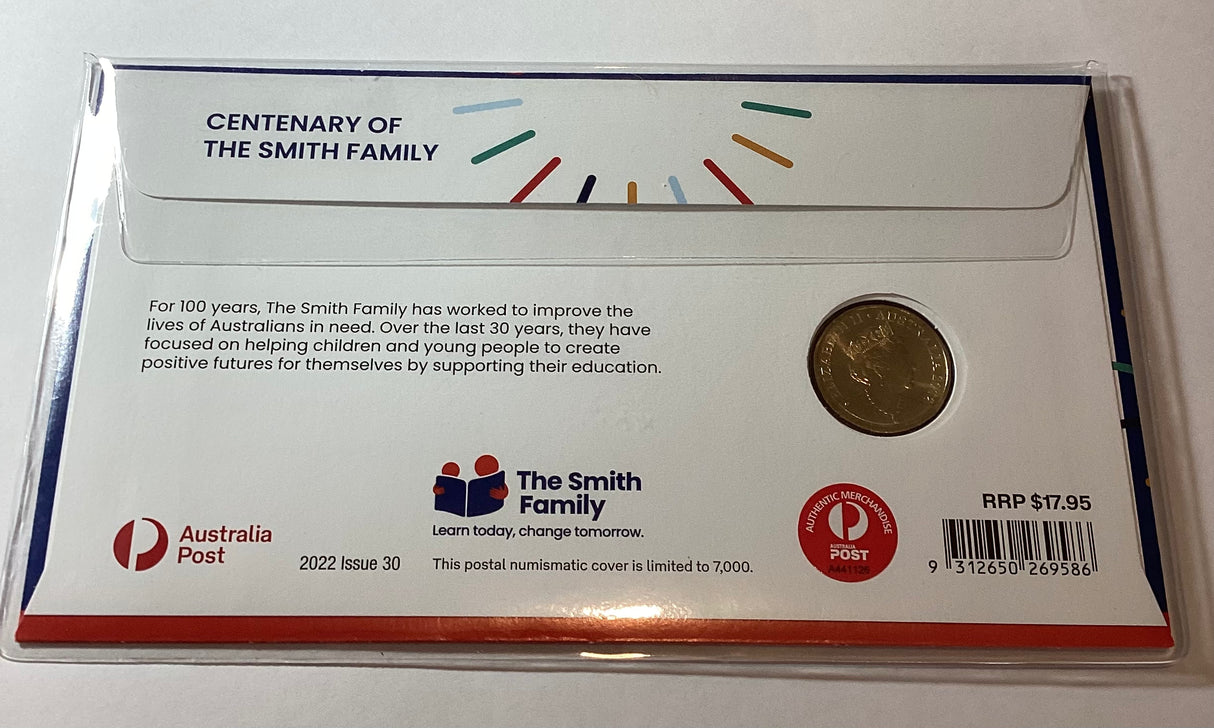 CENTENARY OF
THE SMITH FAMILY
For 100 years, The Smith Family has worked to improve the
lives of Australians in need. Over the last 30 years, they have
focused on helping children and young people to create
positive futures for themselves by supporting their education.
ELIZABETH II • AUSTRALIA 2022
The Smith
Family
Learn today, change tomorrow.
Australia
Post
2022 Issue 30
This postal numismatic cover is limited to 7,000.
AUTHENTIC MERCHANDISE
AUSTRALIA
POST
A441126
RRP $17.95
9 312650 269586